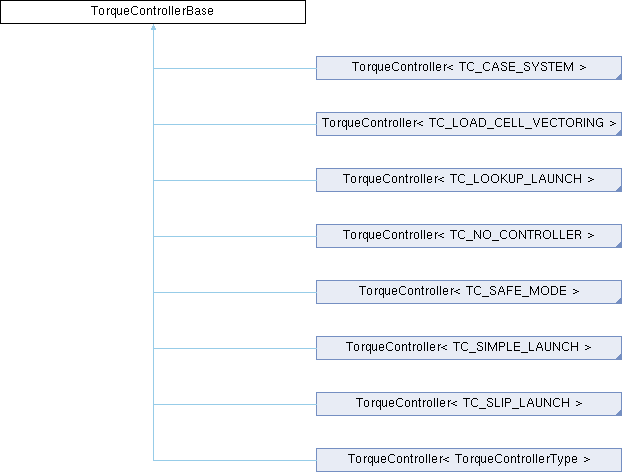 TorqueControllerBase
TorqueController< TC_CASE_SYSTEM >
TorqueController< TC_LOAD_CELL_VECTORING >
TorqueController< TC_LOOKUP_LAUNCH >
TorqueController< TC_NO_CONTROLLER >
TorqueController< TC_SAFE_MODE >
TorqueController< TC_SIMPLE_LAUNCH >
TorqueController< TC_SLIP_LAUNCH >
TorqueController< TorqueControllerType >